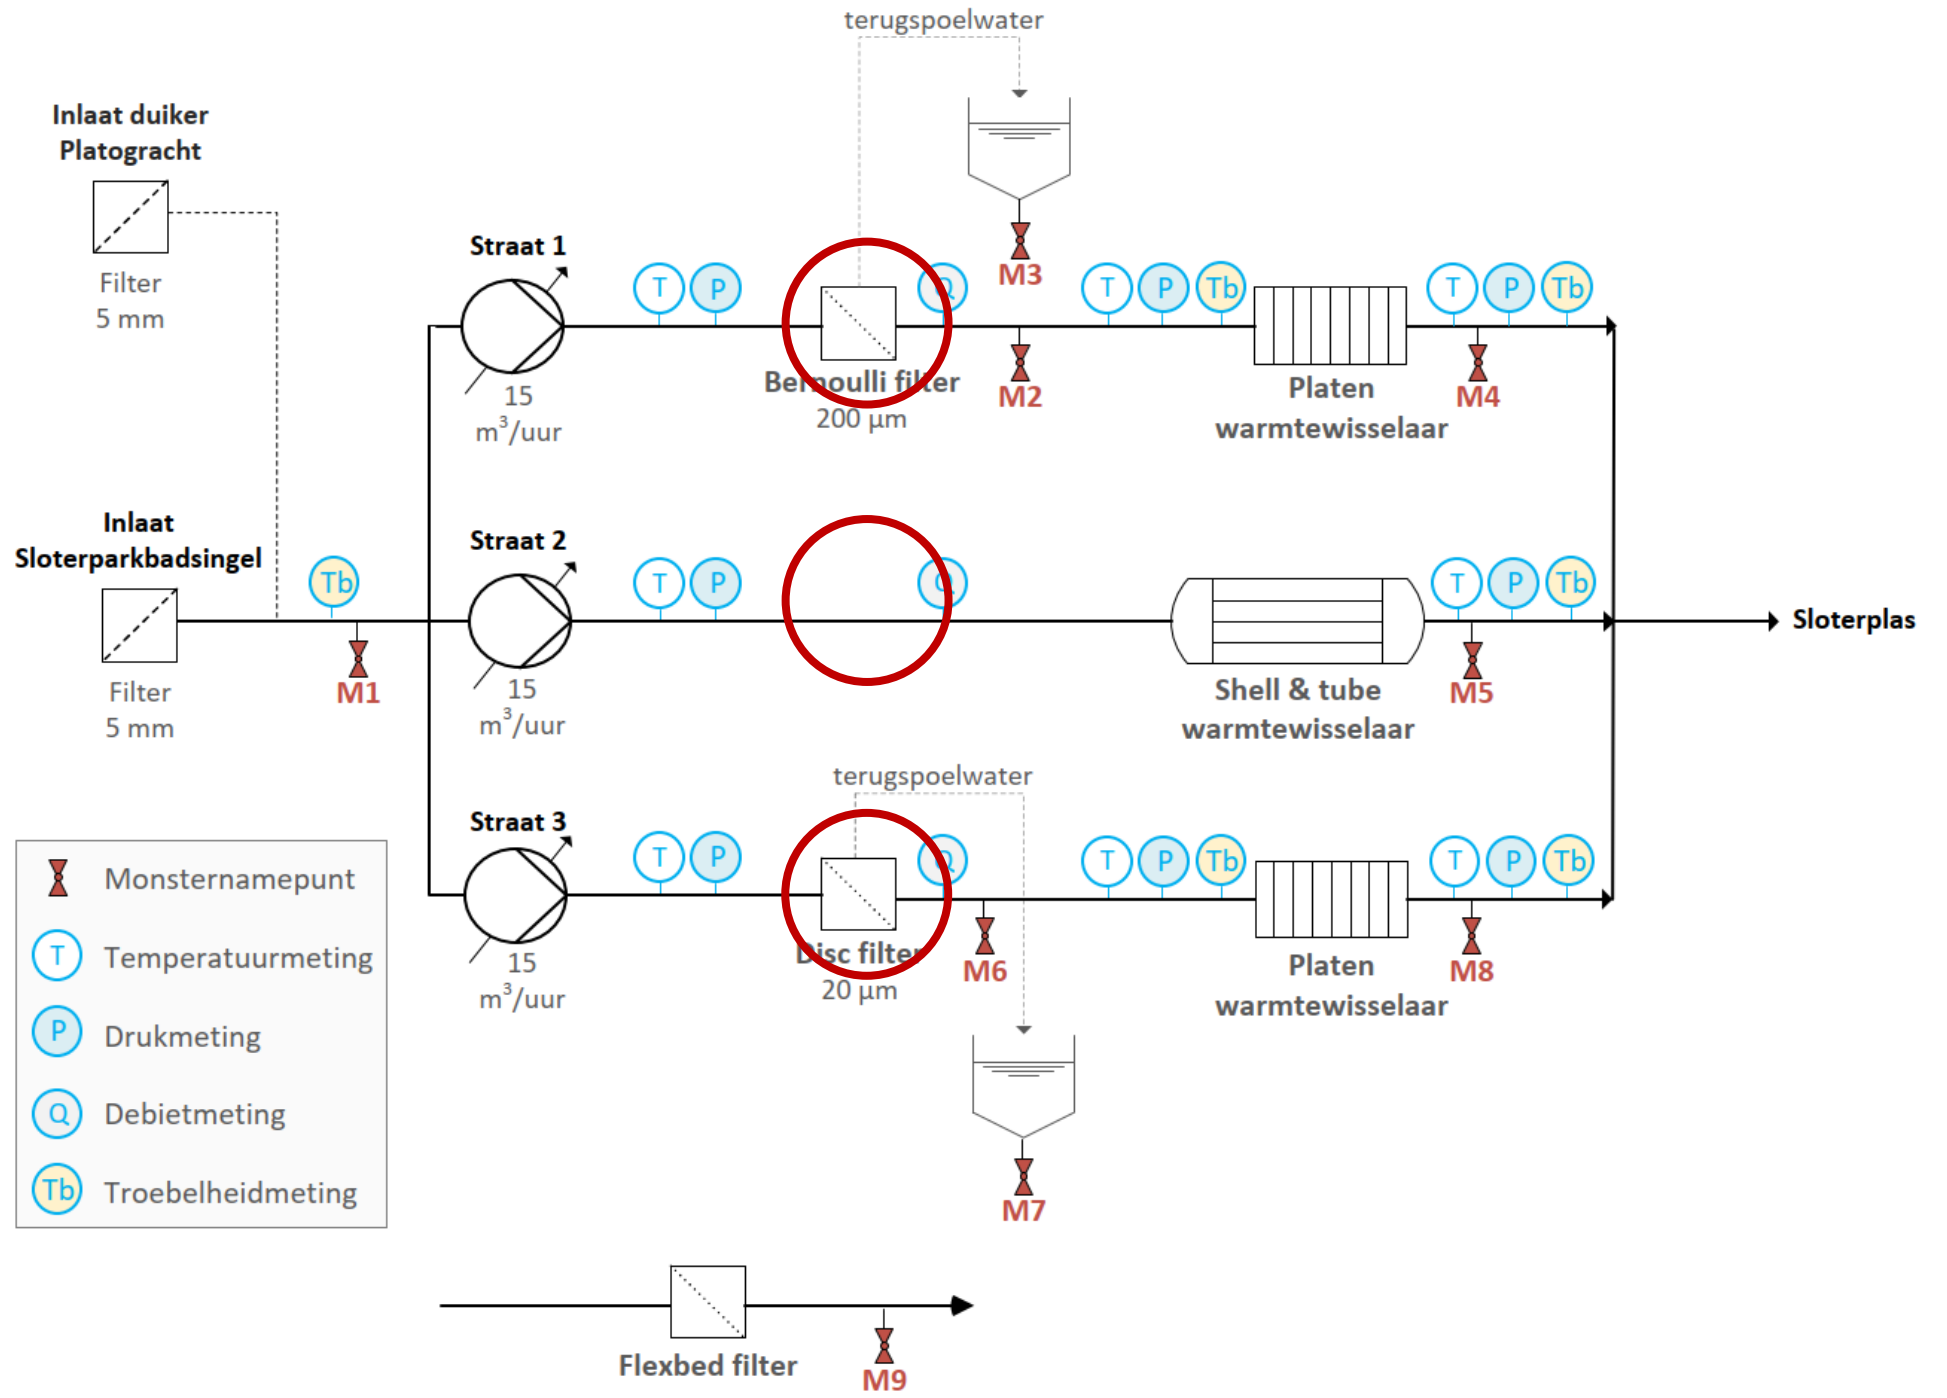 terugspoelwater
Inlaat duiker
Platogracht
Filter
5 mm
Straat 1
15
m³/uur
T
P
Bernoulli filter
200 µm
Q
M3
M2
T
P
Tb
Platen
warmtewisselaar
T
P
Tb
M4
Inlaat
Sloterparkbadsingel
Filter
5 mm
Tb
M1
Straat 2
15
m³/uur
T
P
Q
Shell & tube
warmtewisselaar
T
P
Tb
M5
Sloterplas
terugspoelwater
Straat 3
15
m³/uur
T
P
Disc filter
20 µm
Q
M6
M7
T
P
Tb
Platen
warmtewisselaar
T
P
Tb
M8
Monsternamepunt
T Temperatuurmeting
P Drukmeting
Q Debietmeting
Tb Troebelheidmeting
Flexbed filter
M9